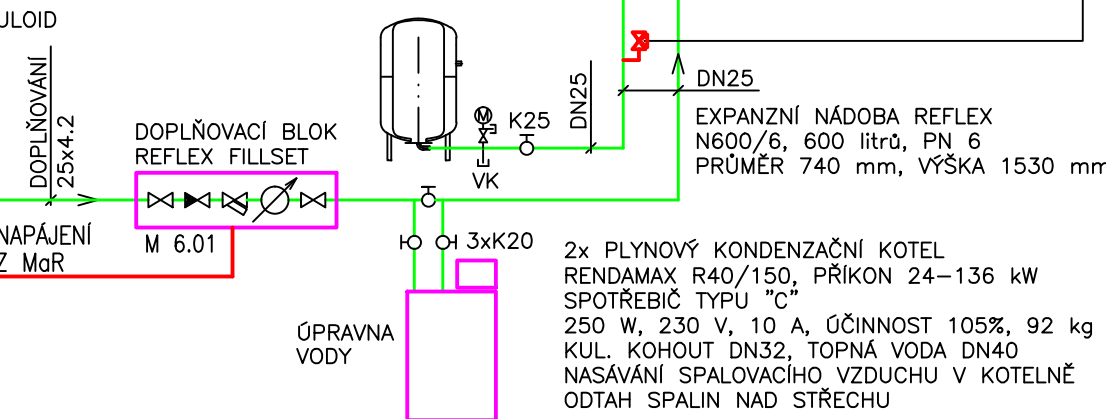 ULOID
DOPLŇOVÁNÍ
25x4.2
DOPLŇOVACÍ BLOK
REFLEX FILLSET
M
K25
VK
DN25
DN25
EXPANZNÍ NÁDOBA REFLEX
N600/6, 600 litrů, PN 6
PRŮMĚR 740 mm, VÝŠKA 1530 mm
NAPÁJENÍ
Z MaR
M 6.01
3xK20
ÚPRAVNA
VODY
2x PLYNOVÝ KONDENZAČNÍ KOTEL
RENDAMAX R40/150, PŘÍKON 24–136 kW
SPOTŘEBIČ TYPU "C"
250 W, 230 V, 10 A, ÚČINNOST 105%, 92 kg
KUL. KOHOUT DN32, TOPNÁ VODA DN40
NASÁVÁNÍ SPALOVACÍHO VZDUCHU V KOTELNĚ
ODTAH SPALIN NAD STŘECHU